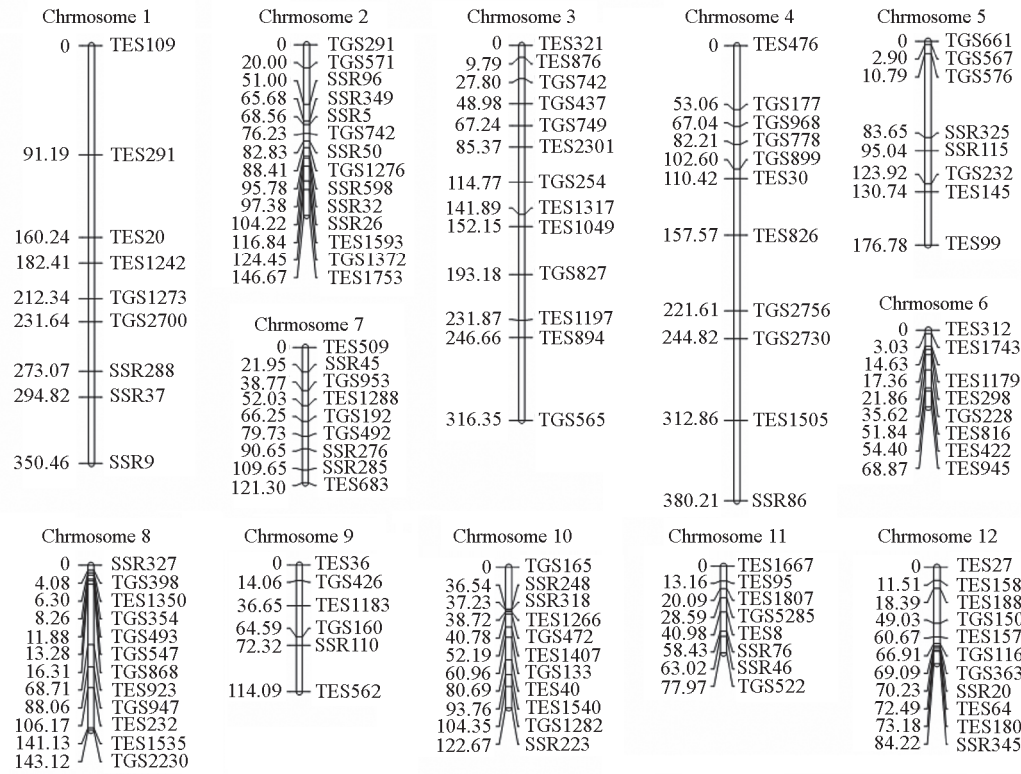 Chrmosome 1
0 TES109
91.19 TES291
160.24 TES20
182.41 TES1242
212.34 TGS1273
231.64 TGS2700
273.07 SSR288
294.82 SSR37
350.46 SSR9
Chrmosome 2
0 TGS291
20.00 TGS571
51.00 SSR96
65.68 SSR349
68.56 SSR5
76.23 TGS742
82.83 SSR50
88.41 TGS1276
95.78 SSR598
97.38 SSR32
104.22 SSR26
116.84 TES1593
124.45 TGS1372
146.67 TES1753
Chrmosome 3
0 TES321
9.79 TES876
27.80 TGS742
48.98 TGS437
67.24 TGS749
85.37 TES2301
114.77 TGS254
141.89 TES1317
152.15 TES1049
193.18 TGS827
231.87 TES1197
246.66 TES894
316.35 TGS565
Chrmosome 4
0 TES476
53.06 TGS177
67.04 TGS968
82.21 TGS778
102.60 TGS899
110.42 TES30
157.57 TES826
221.61 TGS2756
244.82 TGS2730
312.86 TES1505
380.21 SSR86
Chrmosome 5
0 TGS661
2.90 TGS567
10.79 TGS576
83.65 SSR325
95.04 SSR115
123.92 TGS232
130.74 TES145
176.78 TES99
Chrmosome 6
0 TES312
3.03 TES1743
14.63
17.36 TES1179
21.86 TES298
35.62 TGS228
51.84 TES816
54.40 TES422
68.87 TES945
Chrmosome 7
0 TES509
21.95 SSR45
38.77 TGS953
52.03 TES1288
66.25 TGS192
79.73 TGS492
90.65 SSR276
109.65 SSR285
121.30 TES683
Chrmosome 8
0 SSR327
4.08 TGS398
6.30 TES1350
8.26 TGS354
11.88 TGS493
13.28 TGS547
16.31 TGS868
68.71 TES923
88.06 TGS947
106.17 TES232
141.13 TES1535
143.12 TGS2230
Chrmosome 9
0 TES36
14.06 TGS426
36.65 TES1183
64.59 TGS160
72.32 SSR110
114.09 TES562
Chrmosome 10
0 TGS165
36.54 SSR248
37.23 SSR318
38.72 TES1266
40.78 TGS472
52.19 TES1407
60.96 TGS133
80.69 TES40
93.76 TES1540
104.35 TGS1282
122.67 SSR223
Chrmosome 11
0 TES1667
13.16 TES95
20.09 TES1807
28.59 TGS5285
40.98 TES8
58.43 SSR76
63.02 SSR46
77.97 TGS522
Chrmosome 12
0 TES27
11.51 TES158
18.39 TES188
49.03 TGS150
60.67 TES157
66.91 TGS116
69.09 TGS363
70.23 SSR20
72.49 TES64
73.18 TES180
84.22 SSR345